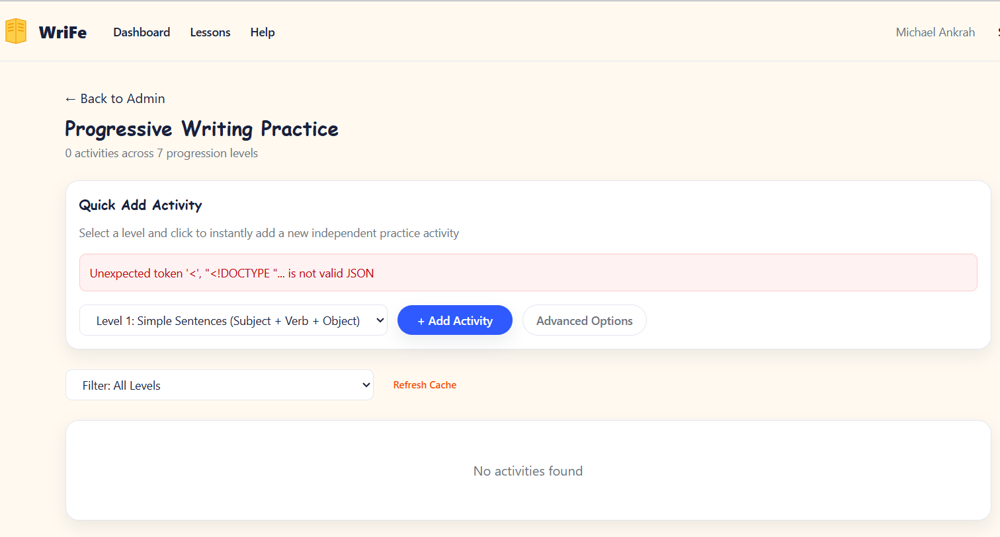 WriFe Dashboard Lessons Help Michael Ankrah
← Back to Admin
Progressive Writing Practice
0 activities across 7 progression levels
Quick Add Activity
Select a level and click to instantly add a new independent practice activity
Unexpected token '<', "<!DOCTYPE "... is not valid JSON
Level 1: Simple Sentences (Subject + Verb + Object) + Add Activity Advanced Options
Filter: All Levels Refresh Cache
No activities found